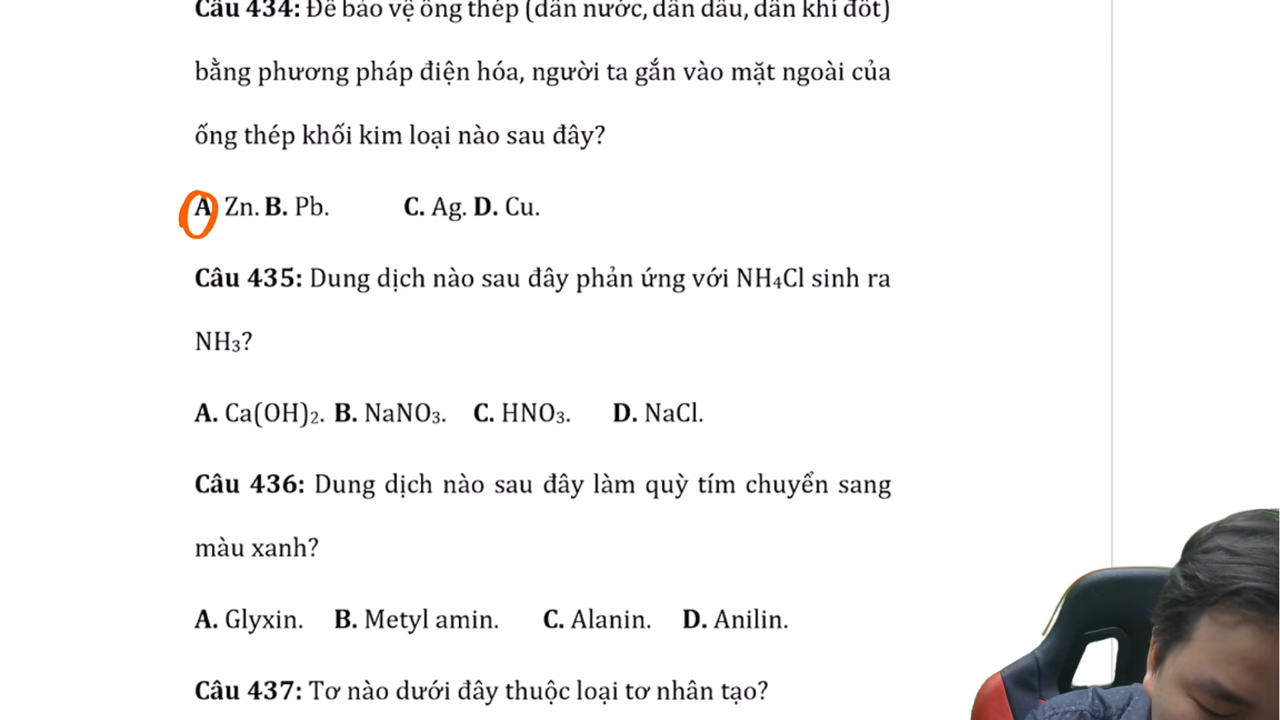 Câu 434: Để bảo vệ ống thép (dẫn nước, dẫn dầu, dẫn khí đốt)
bằng phương pháp điện hóa, người ta gắn vào mặt ngoài của
ống thép khối kim loại nào sau đây?
A. Zn. B. Pb. C. Ag. D. Cu.
Câu 435: Dung dịch nào sau đây phản ứng với NH₄Cl sinh ra
NH₃?
A. Ca(OH)₂. B. NaNO₃. C. HNO₃. D. NaCl.
Câu 436: Dung dịch nào sau đây làm quỳ tím chuyển sang
màu xanh?
A. Glyxin. B. Metyl amin. C. Alanin. D. Anilin.
Câu 437: Tơ nào dưới đây thuộc loại tơ nhân tạo?